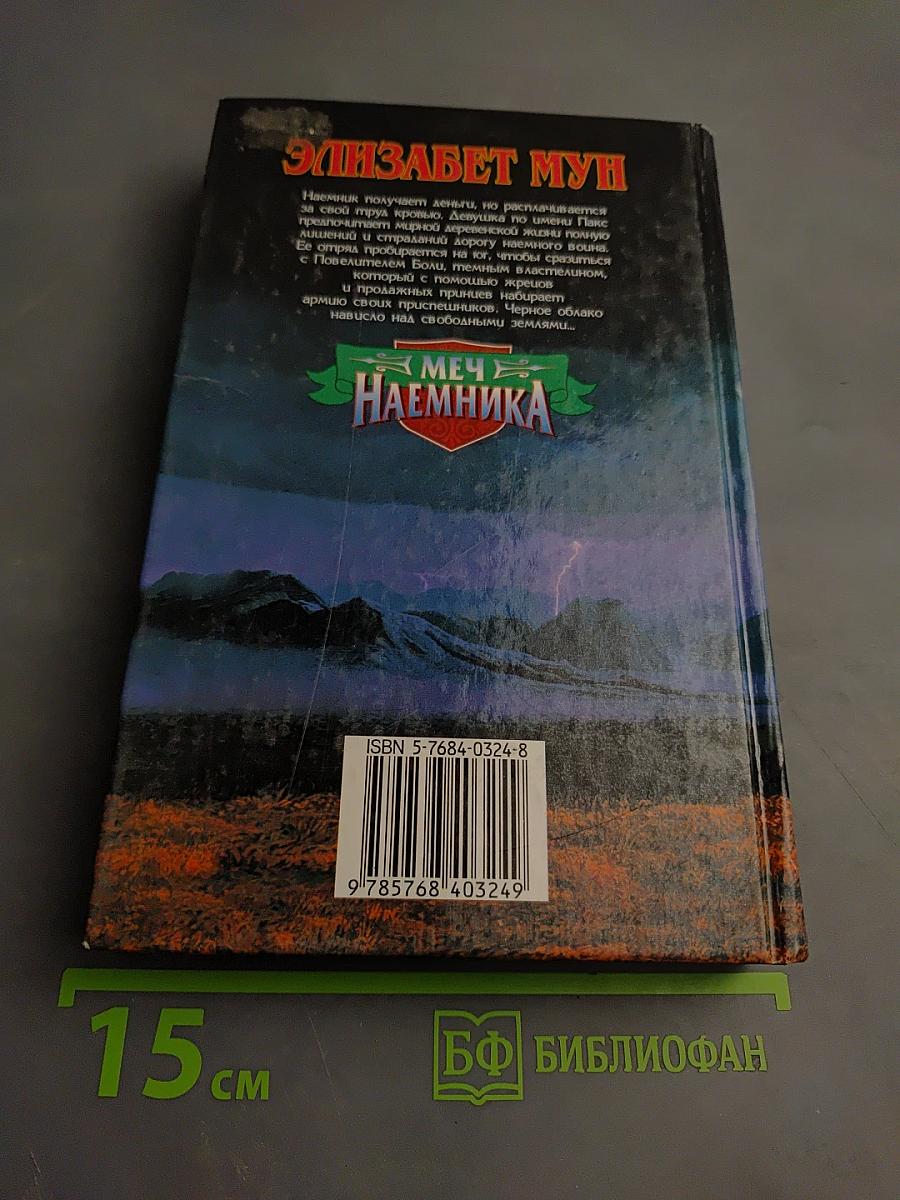 ЭЛИЗАБЕТ МУН
Наемник получает деньги, но расплачивается
за свой труд кровью. Девушка по имени Пакс
предпочитает мирной деревенской жизни полную
лишений и страданий дорогу наемного воина.
Ее отряд пробирается на юг, чтобы сразиться
с Повелителем Боли, темным властелином,
который с помощью жрецов
и продажных принцев набирает
армию своих приспешников. Черное облако
нависло над свободными землями...
МЕЧ
НАЕМНИКА
ISBN 5-7684-0324-8
9 785768 403249
15 см
БФ БИБЛИОФАН